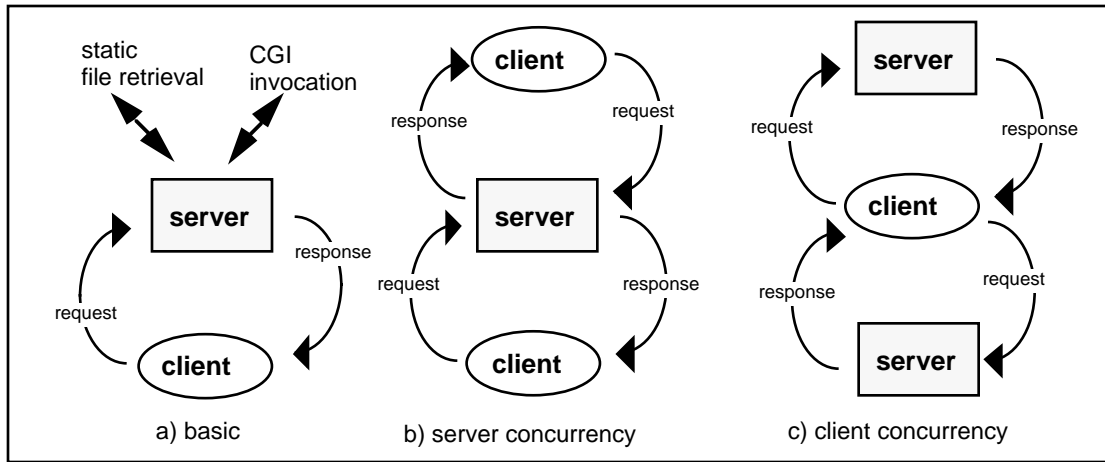 static
file retrieval
CGI
invocation
server
request
response
client
a) basic
client
response
request
server
request
response
client
b) server concurrency
server
request
response
client
response
request
server
c) client concurrency